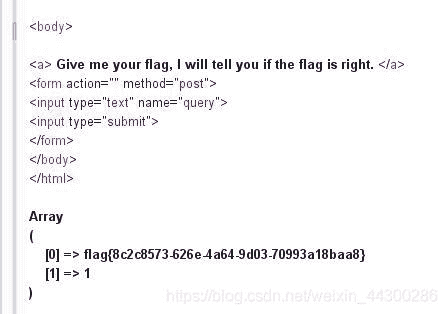 <body>
<a> Give me your flag, I will tell you if the flag is right. </a>
<form action="" method="post">
<input type="text" name="query">
<input type="submit">
</form>
</body>
</html>
Array
(
[0] => flag{8c2c8573-626e-4a64-9d03-70993a18baa8}
[1] => 1
)
https://blog.csdn.net/weixin_44300286